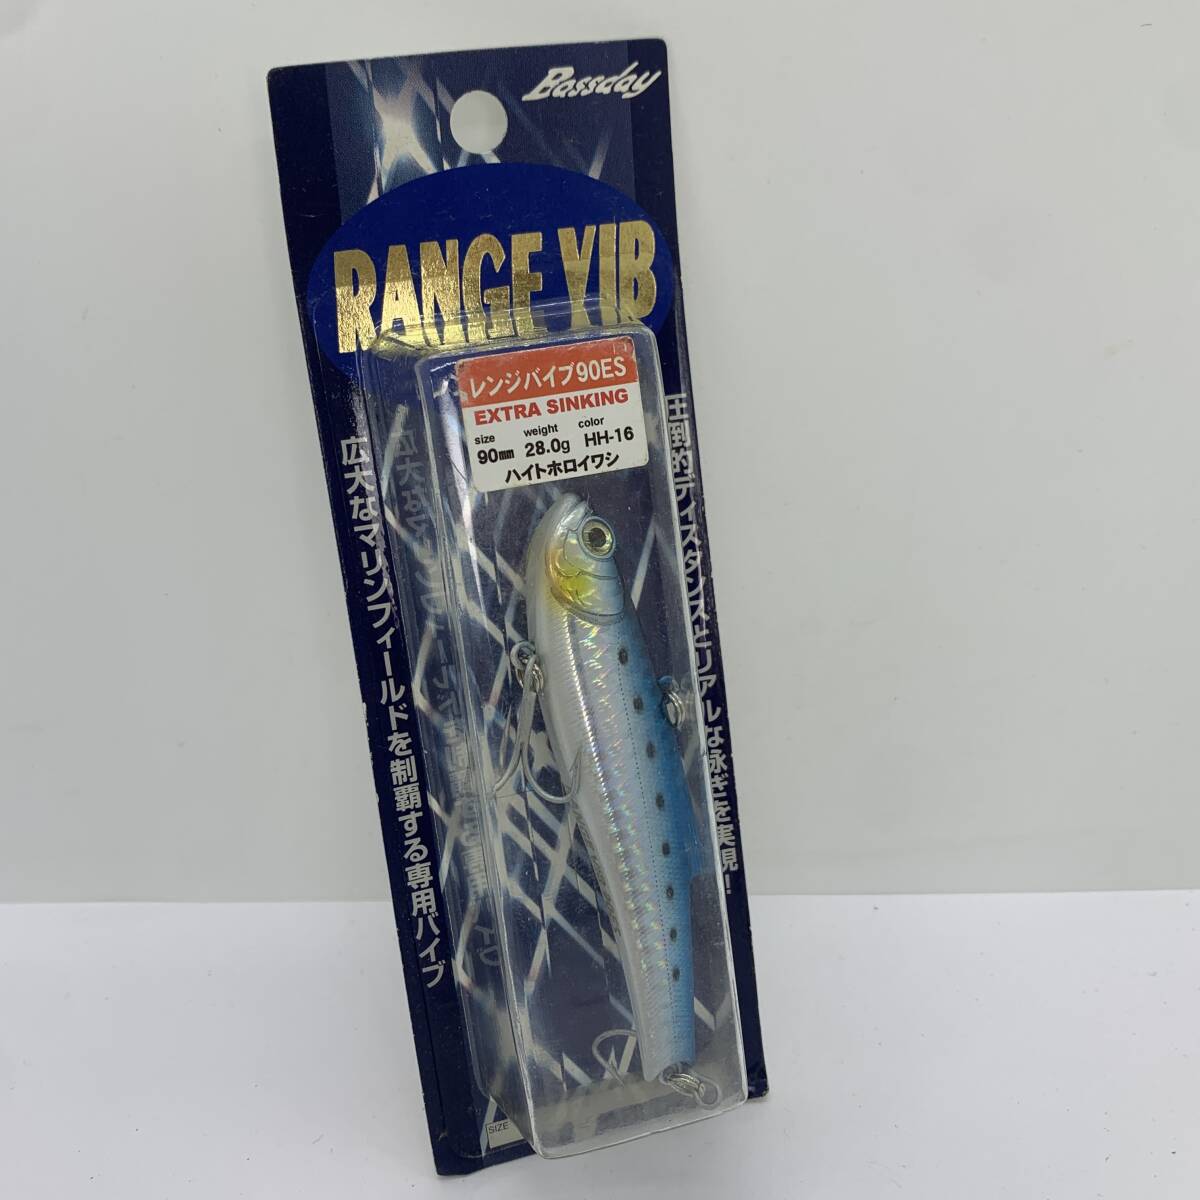 Bassday
RANGE VIB
レンジバイブ90ES
EXTRA SINKING
size weight color
90mm 28.0g HH-16
ハイトホロイワシ
圧倒的ディスタンスとリアルな泳ぎを実現!
広大なマリンフィールドを制覇する専用バイブ
SIZE